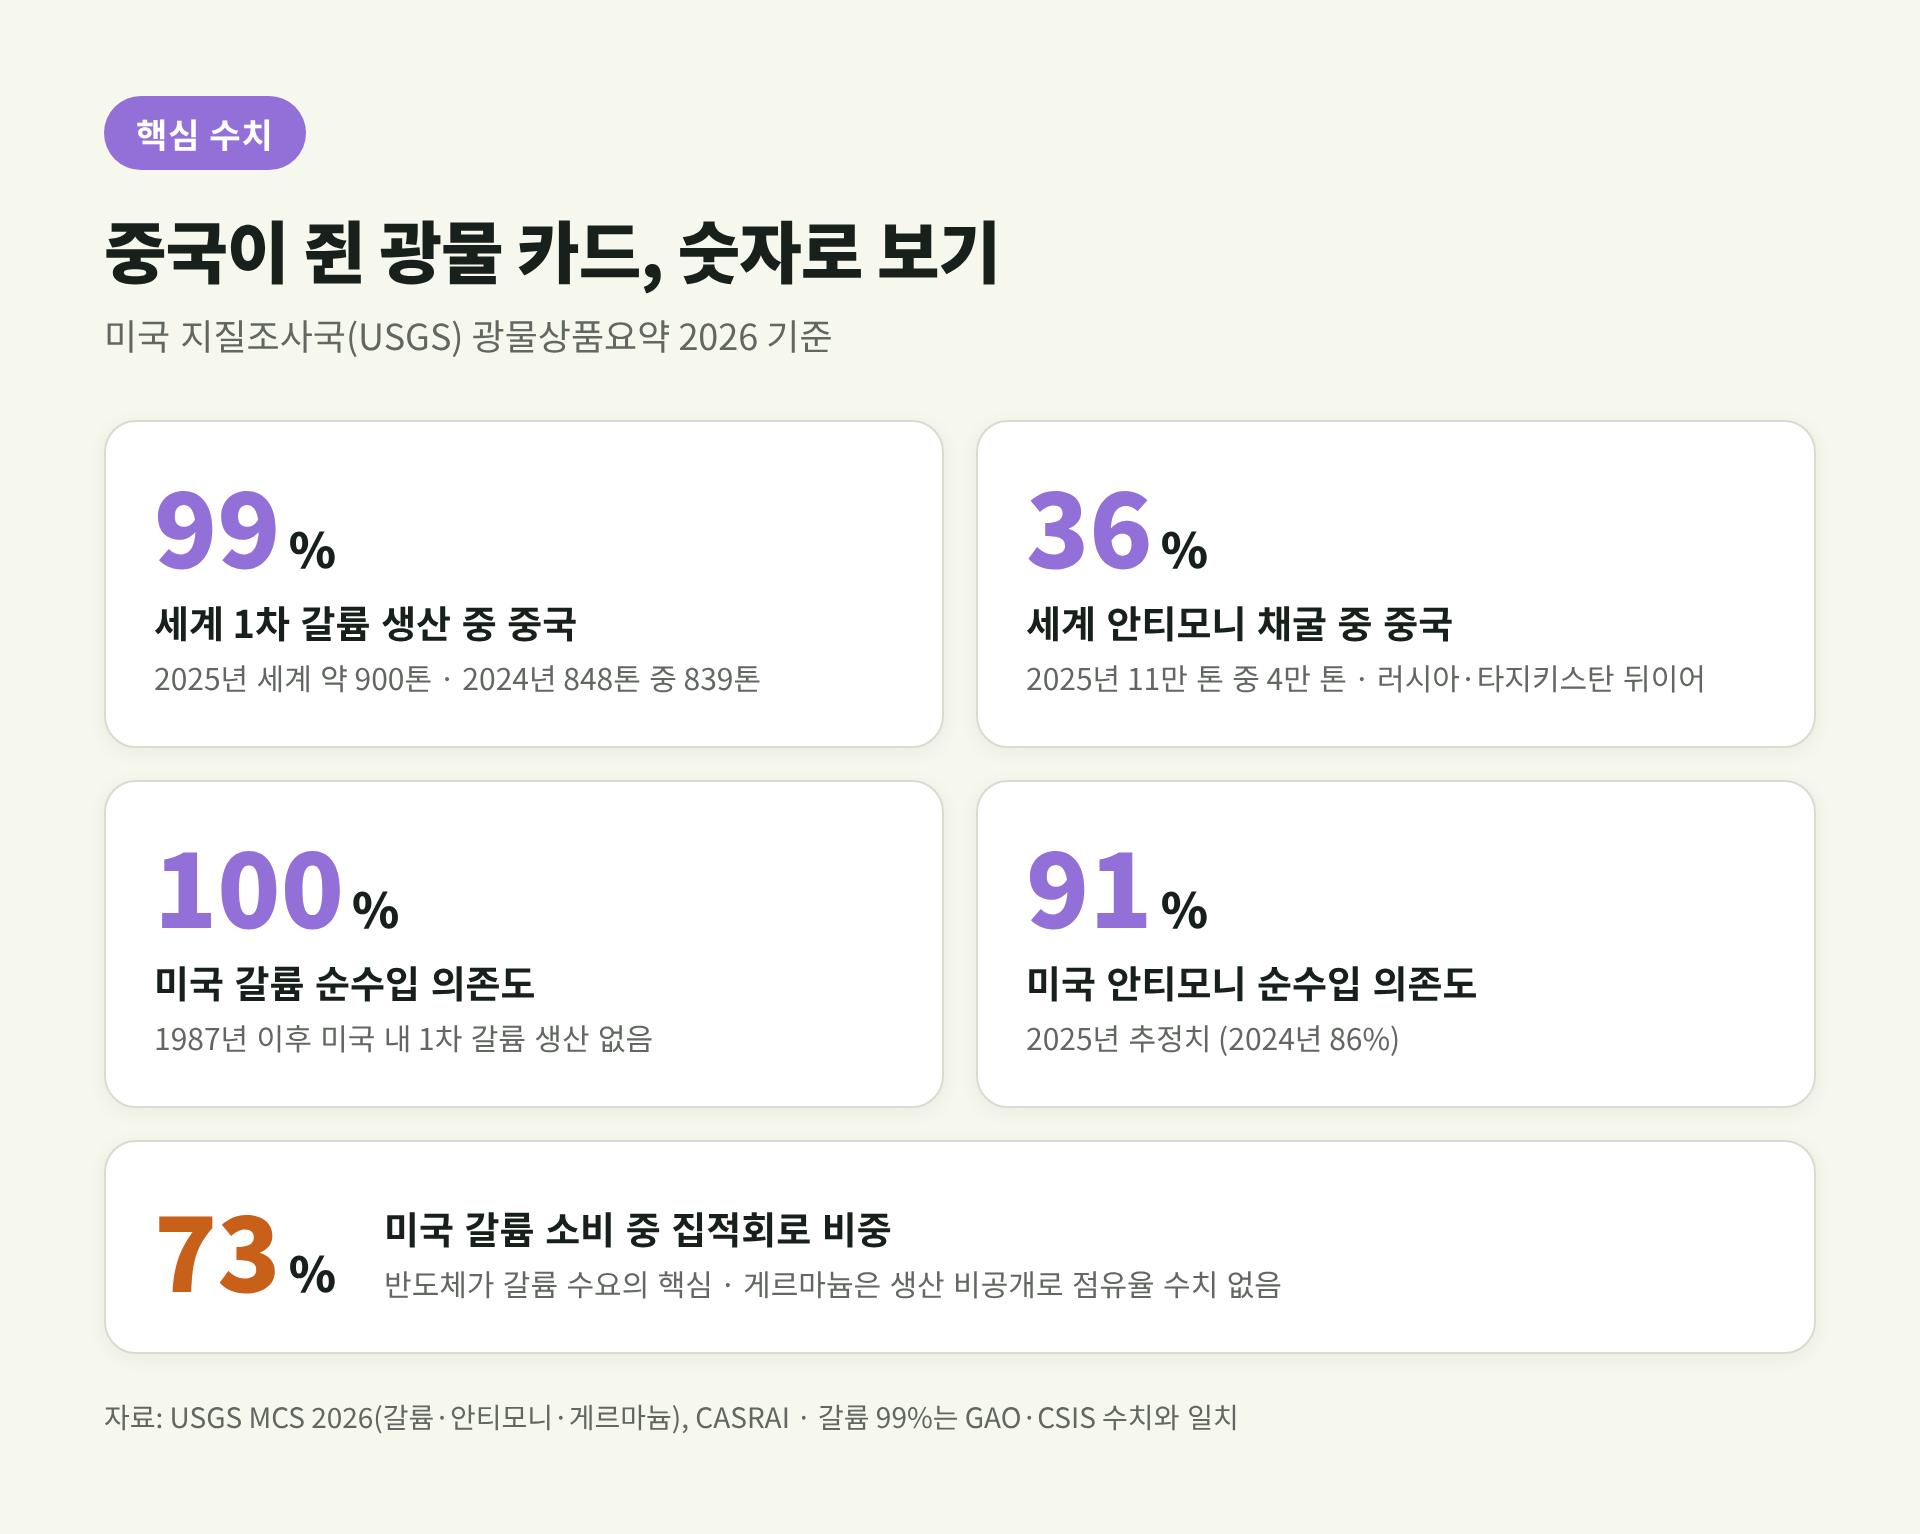 핵심 수치
중국이 쥔 광물 카드, 숫자로 보기
미국 지질조사국(USGS) 광물상품요약 2026 기준
99 %
세계 1차 갈륨 생산 중 중국
2025년 세계 약 900톤 · 2024년 848톤 중 839톤
36 %
세계 안티모니 채굴 중 중국
2025년 11만 톤 중 4만 톤 · 러시아·타지키스탄 뒤이어
100 %
미국 갈륨 순수입 의존도
1987년 이후 미국 내 1차 갈륨 생산 없음
91 %
미국 안티모니 순수입 의존도
2025년 추정치 (2024년 86%)
73 %
미국 갈륨 소비 중 집적회로 비중
반도체가 갈륨 수요의 핵심 · 게르마늄은 생산 비공개로 점유율 수치 없음
자료: USGS MCS 2026(갈륨·안티모니·게르마늄), CASRAI · 갈륨 99%는 GAO·CSIS 수치와 일치